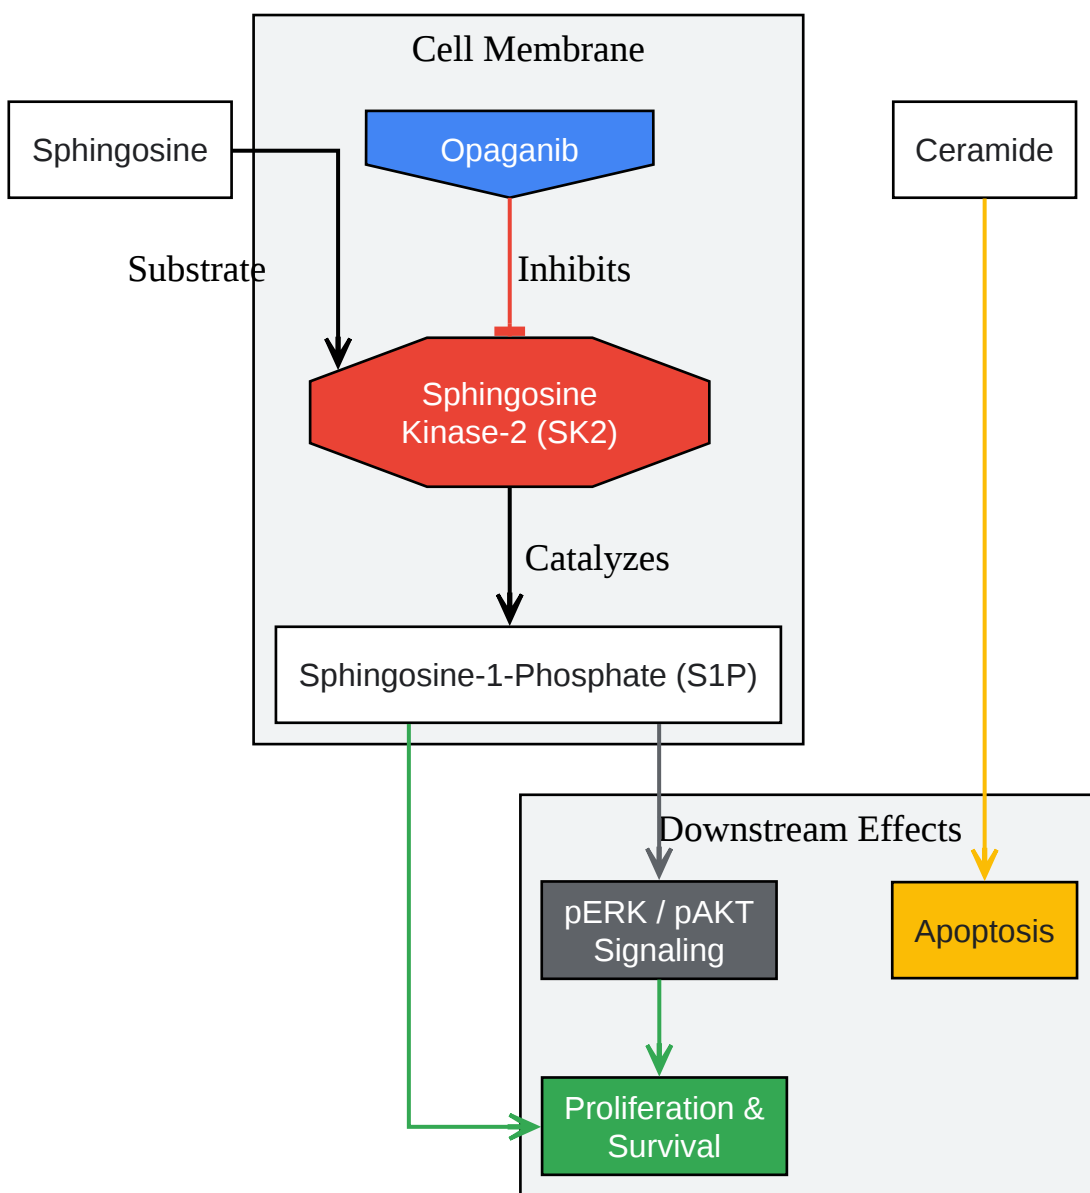 Cell Membrane
Sphingosine
Opaganib
Ceramide
Substrate
Inhibits
Sphingosine
Kinase-2 (SK2)
Catalyzes
Sphingosine-1-Phosphate (S1P)
Downstream Effects
pERK / pAKT
Signaling
Apoptosis
Proliferation &
Survival